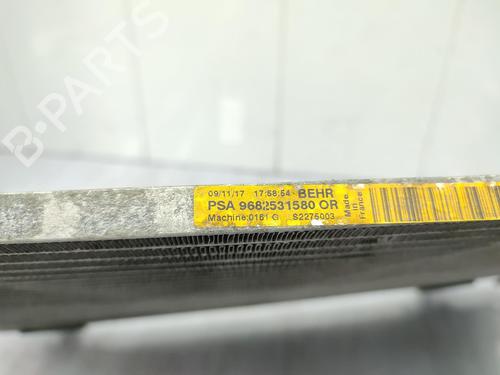 09/11/17 17:58:54 BEHR
PSA 9682531580 OR
Machine:0161 G S2275003
Made
in
France
B-PARTS